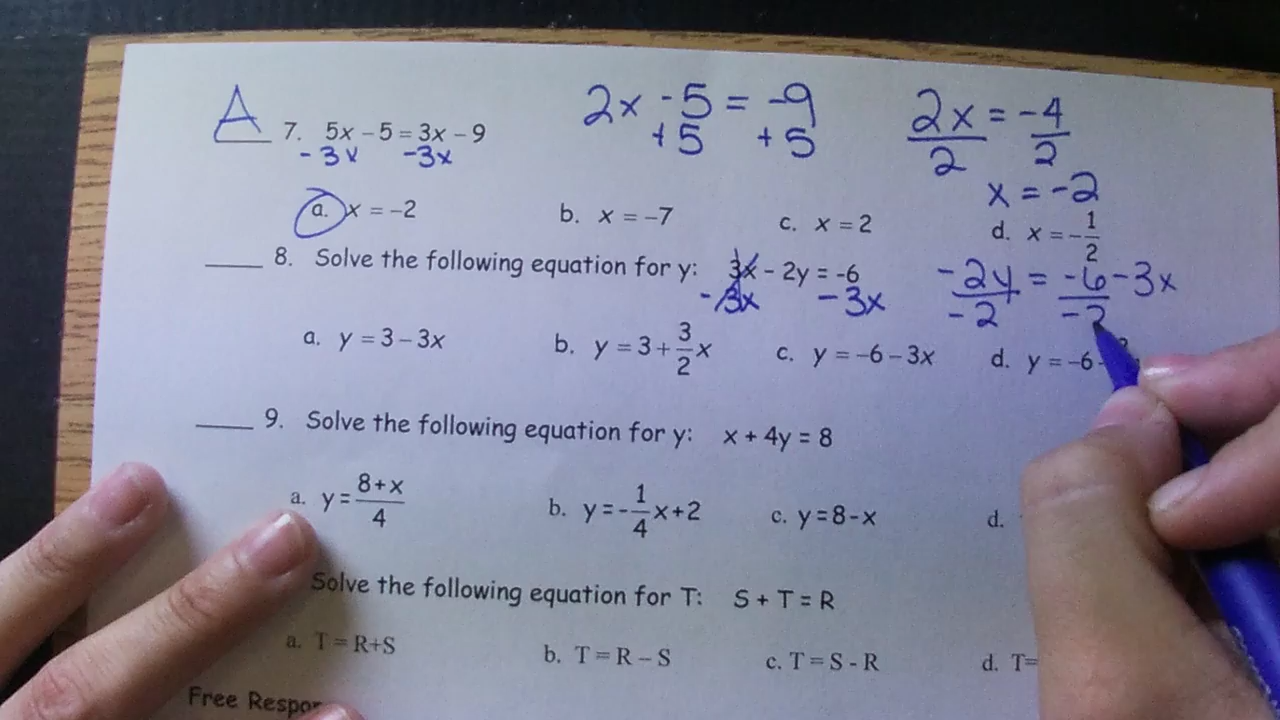 A 7. 5x - 5 = 3x - 9 2x - 5 = -9 2x = -4
- 3x -3x +5 +5 2 2
x = -2
a. x = -2 b. x = -7 c. x = 2 d. x = -1/2
____ 8. Solve the following equation for y: 3x - 2y = -6 -2y = -6 - 3x
- 3x - 3x -2 -2
a. y = 3 - 3x b. y = 3 + 3/2 x c. y = -6 - 3x d. y = -6 -
____ 9. Solve the following equation for y: x + 4y = 8
a. y = 8+x/4 b. y = -1/4 x+2 c. y=8-x d.
Solve the following equation for T: S + T = R
a. T = R+S b. T = R - S c. T = S - R d. T=
Free